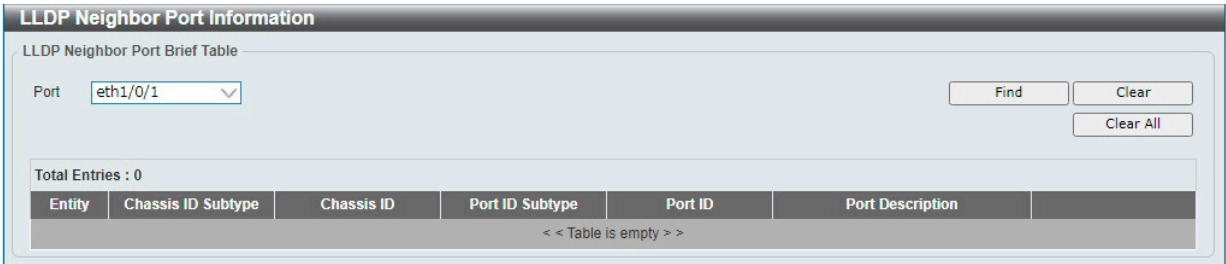 LLDP Neighbor Port Information
LLDP Neighbor Port Brief Table
Port eth1/0/1 Find Clear
Clear All
Total Entries : 0
Entity Chassis ID Subtype Chassis ID Port ID Subtype Port ID Port Description
< < Table is empty > >